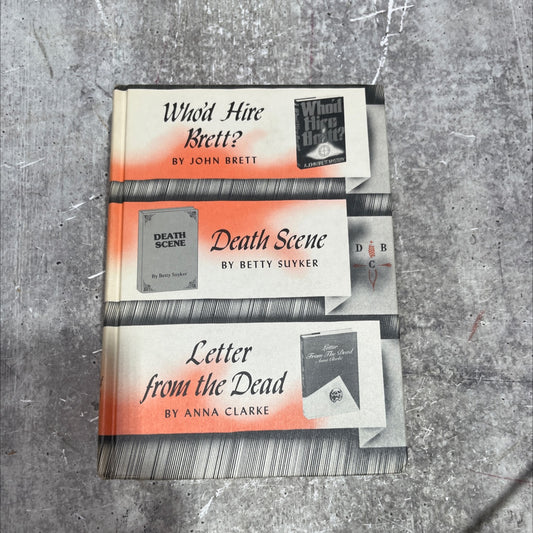 Who'd Hire
Brett?
BY JOHN BRETT
Who'd
Hire
Brett?
DEATH
SCENE
By Betty Suyker
Death Scene
BY BETTY SUYKER
D B
C
Letter
from the Dead
BY ANNA CLARKE
Letter
From The Dead
Anna Clarke